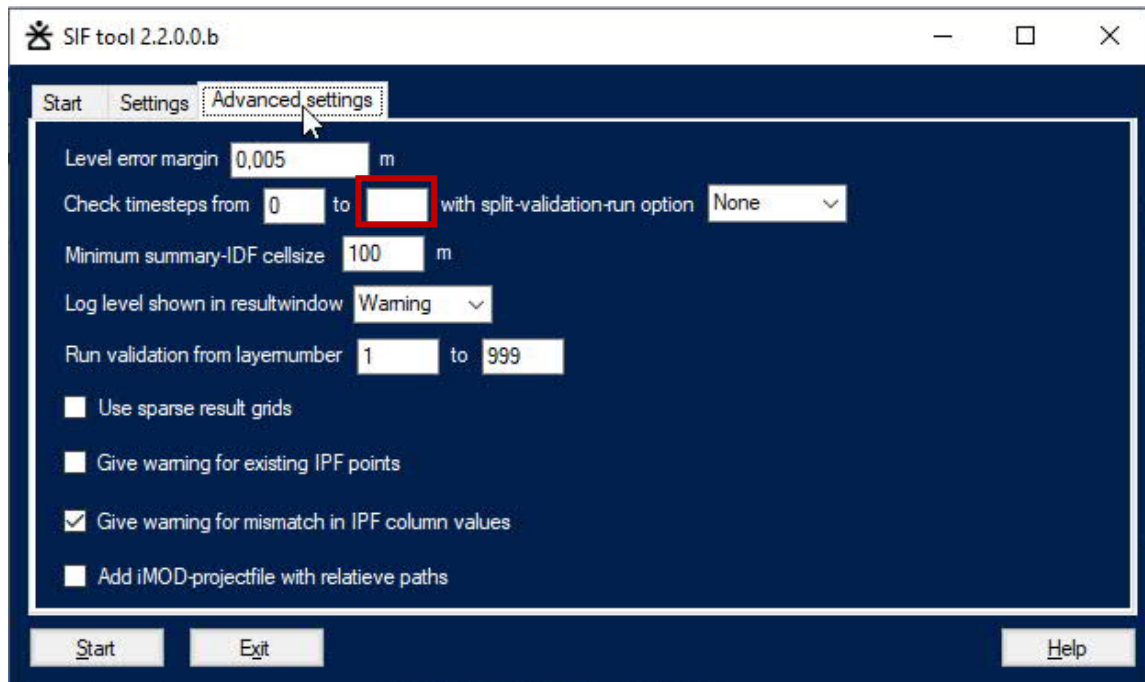 SIF tool 2.2.0.0.b
Start Settings Advanced settings
Level error margin 0,005 m
Check timesteps from 0 to with split-validation-run option None
Minimum summary-IDF cellsize 100 m
Log level shown in resultwindow Warning
Run validation from layernumber 1 to 999
Use sparse result grids
Give warning for existing IPF points
Give warning for mismatch in IPF column values
Add iMOD-projectfile with relatieve paths
Start Exit Help